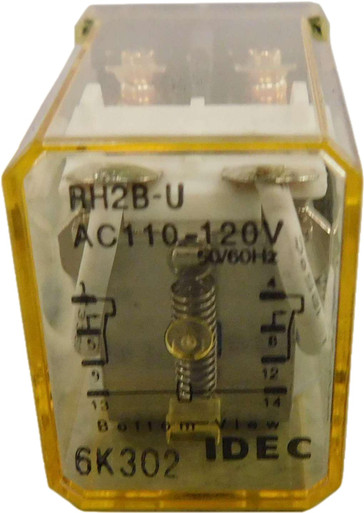 RH2B-U
AC110-120V
50/60Hz
4
8
9 12
13 14
Bottom View
IDEC
6K302